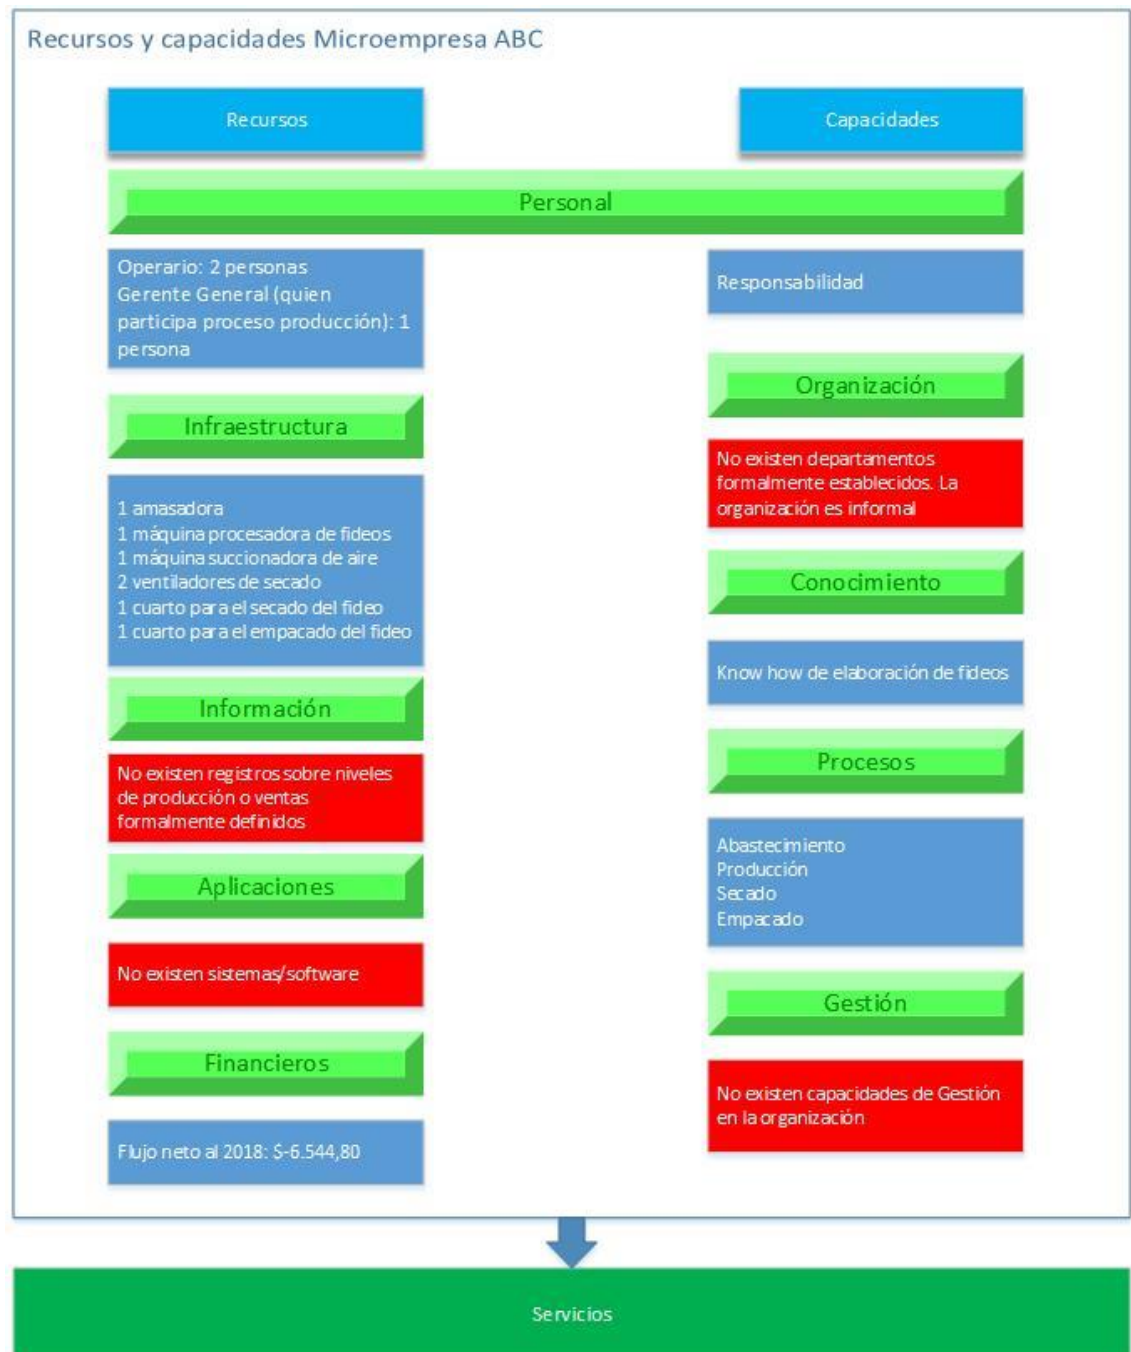 Recursos y capacidades Microempresa ABC
Recursos
Capacidades
Personal
Operario: 2 personas
Gerente General (quien
participa proceso producción): 1
persona
Responsabilidad
Infraestructura
Organización
1 amasadora
1 máquina procesadora de fideos
1 máquina succionadora de aire
2 ventiladores de secado
1 cuarto para el secado del fideo
1 cuarto para el empacado del fideo
No existen departamentos
formalmente establecidos. La
organización es informal
Conocimiento
Know how de elaboración de fideos
Información
No existen registros sobre niveles
de producción o ventas
formalmente definidos
Procesos
Abastecimiento
Producción
Secado
Empacado
Aplicaciones
No existen sistemas/software
Gestión
No existen capacidades de Gestión
en la organización
Financieros
Flujo neto al 2018: $-6.544,80
Servicios